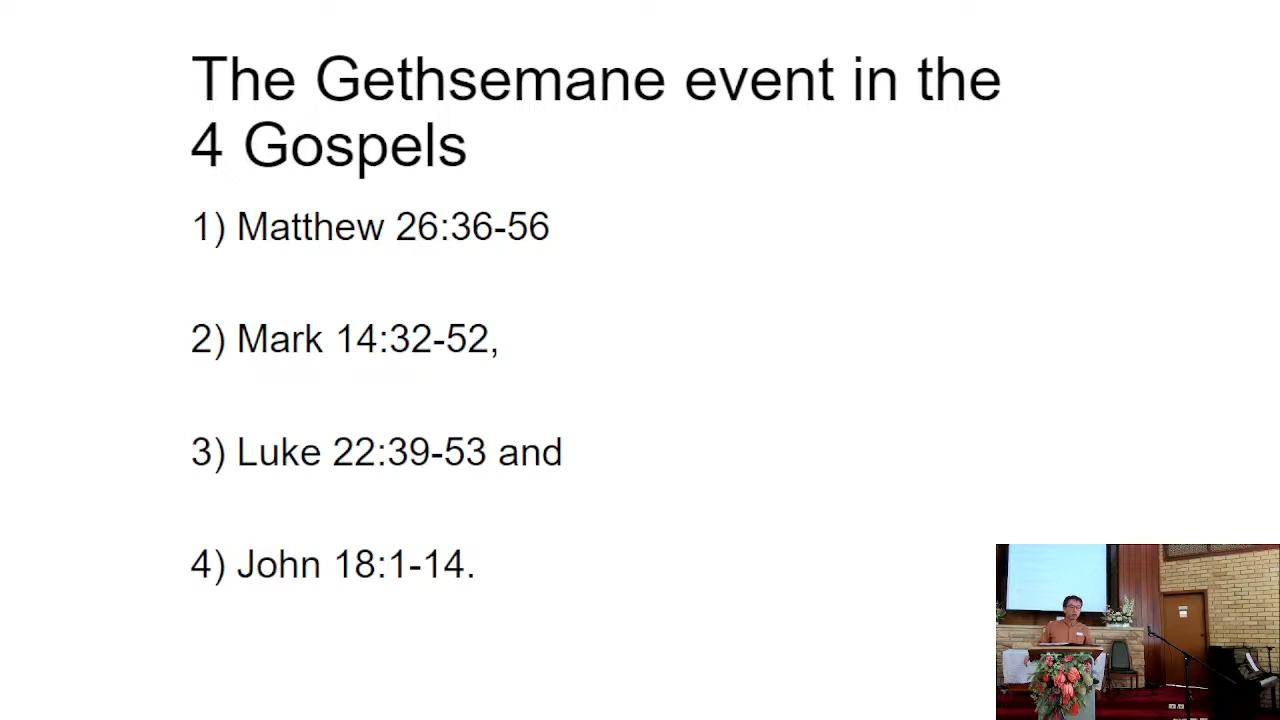 The Gethsemane event in the
4 Gospels
1) Matthew 26:36-56
2) Mark 14:32-52,
3) Luke 22:39-53 and
4) John 18:1-14.